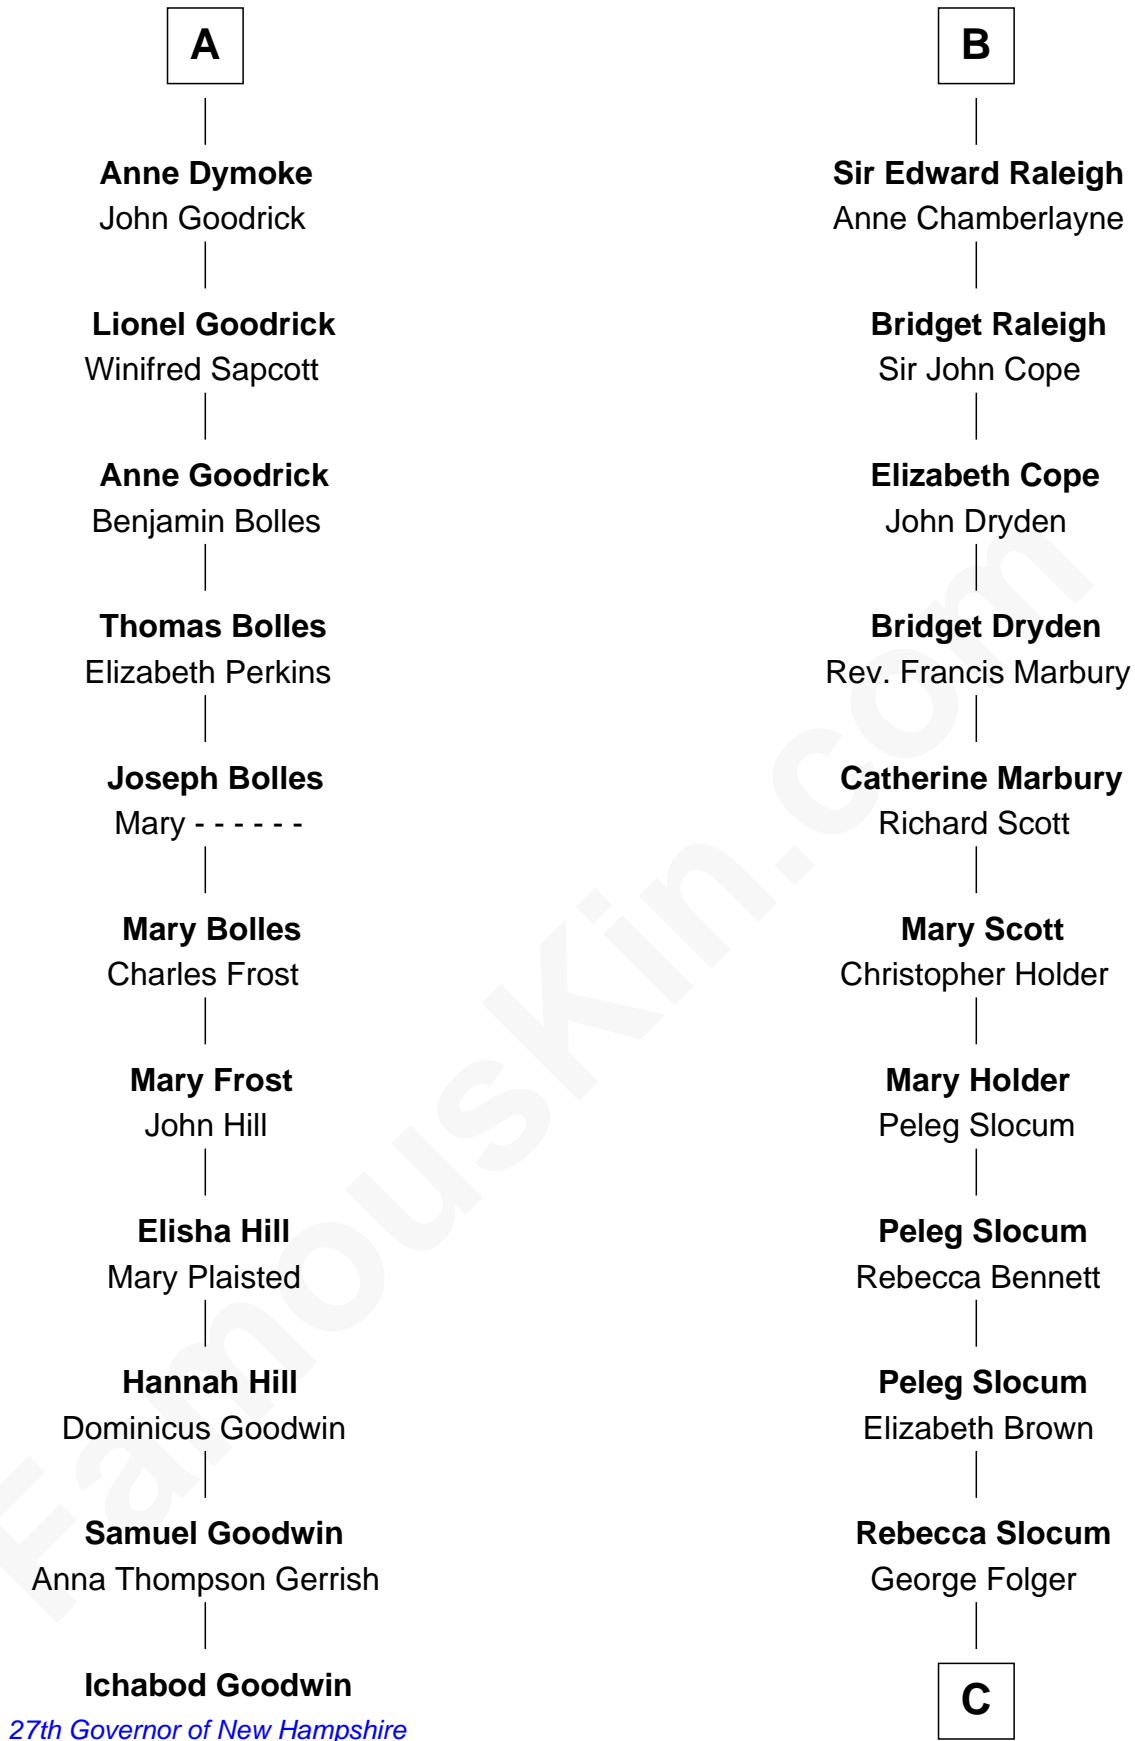 A
Anne Dymoke
John Goodrick
Lionel Goodrick
Winifred Sapcott
Anne Goodrick
Benjamin Bolles
Thomas Bolles
Elizabeth Perkins
Joseph Bolles
Mary - - - - - -
Mary Bolles
Charles Frost
Mary Frost
John Hill
Elisha Hill
Mary Plaisted
Hannah Hill
Dominicus Goodwin
Samuel Goodwin
Anna Thompson Gerrish
Ichabod Goodwin
27th Governor of New Hampshire
B
Sir Edward Raleigh
Anne Chamberlayne
Bridget Raleigh
Sir John Cope
Elizabeth Cope
John Dryden
Bridget Dryden
Rev. Francis Marbury
Catherine Marbury
Richard Scott
Mary Scott
Christopher Holder
Mary Holder
Peleg Slocum
Peleg Slocum
Rebecca Bennett
Peleg Slocum
Elizabeth Brown
Rebecca Slocum
George Folger
C
FamousKin.com